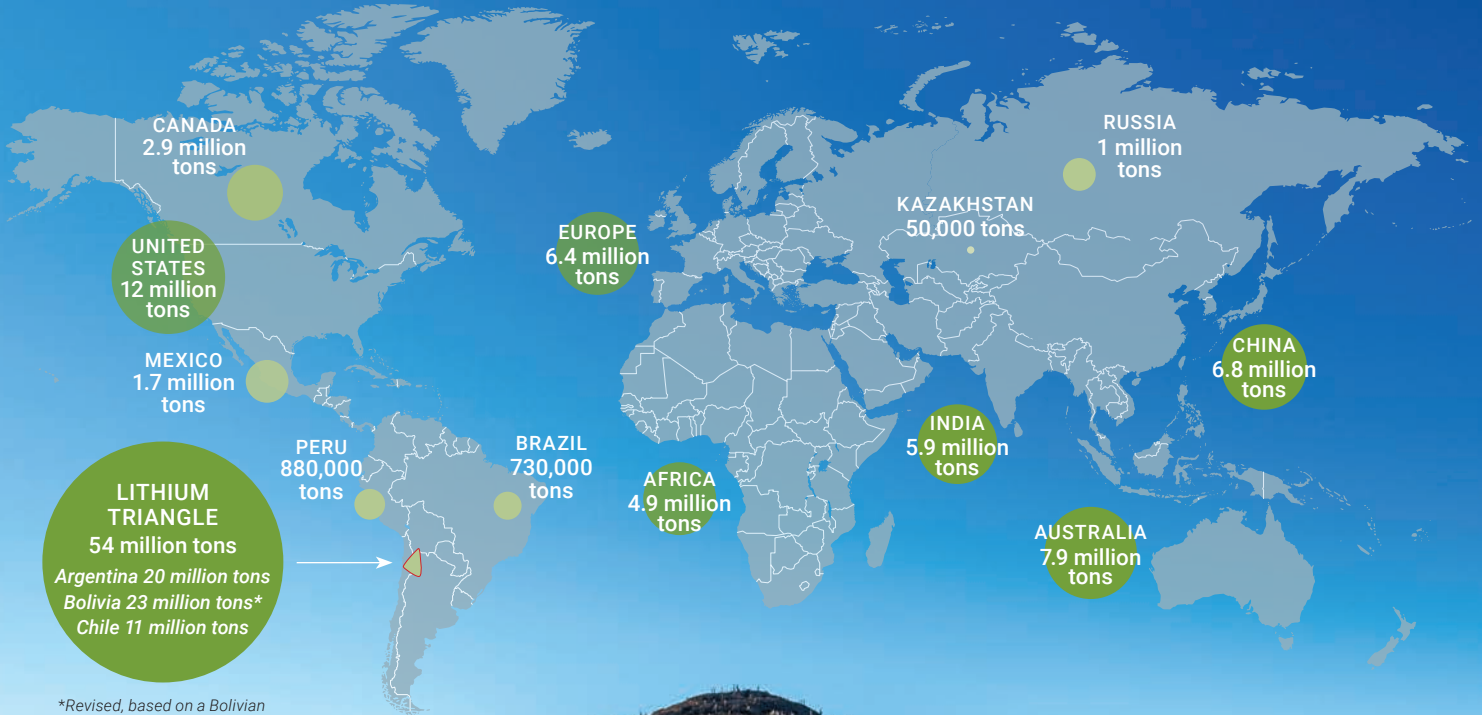 CANADA
2.9 million
tons
RUSSIA
1 million
tons
KAZAKHSTAN
50,000 tons
UNITED
STATES
12 million
tons
EUROPE
6.4 million
tons
MEXICO
1.7 million
tons
CHINA
6.8 million
tons
INDIA
5.9 million
tons
PERU
880,000
tons
BRAZIL
730,000
tons
AFRICA
4.9 million
tons
AUSTRALIA
7.9 million
tons
LITHIUM
TRIANGLE
54 million tons
Argentina 20 million tons
Bolivia 23 million tons*
Chile 11 million tons
*Revised, based on a Bolivian